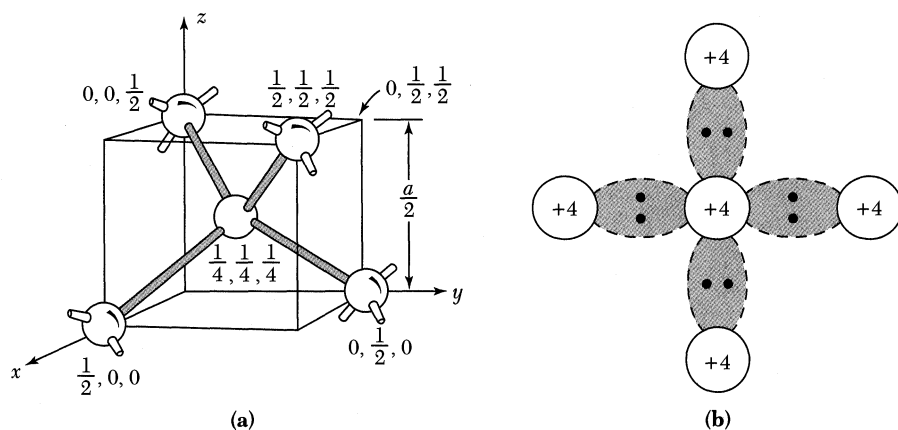 z
0, 0, 1/2
1/2, 1/2, 1/2
0, 1/2, 1/2
a/2
1/4, 1/4, 1/4
y
0, 1/2, 0
x
1/2, 0, 0
(a)
+4
+4
+4
+4
+4
(b)